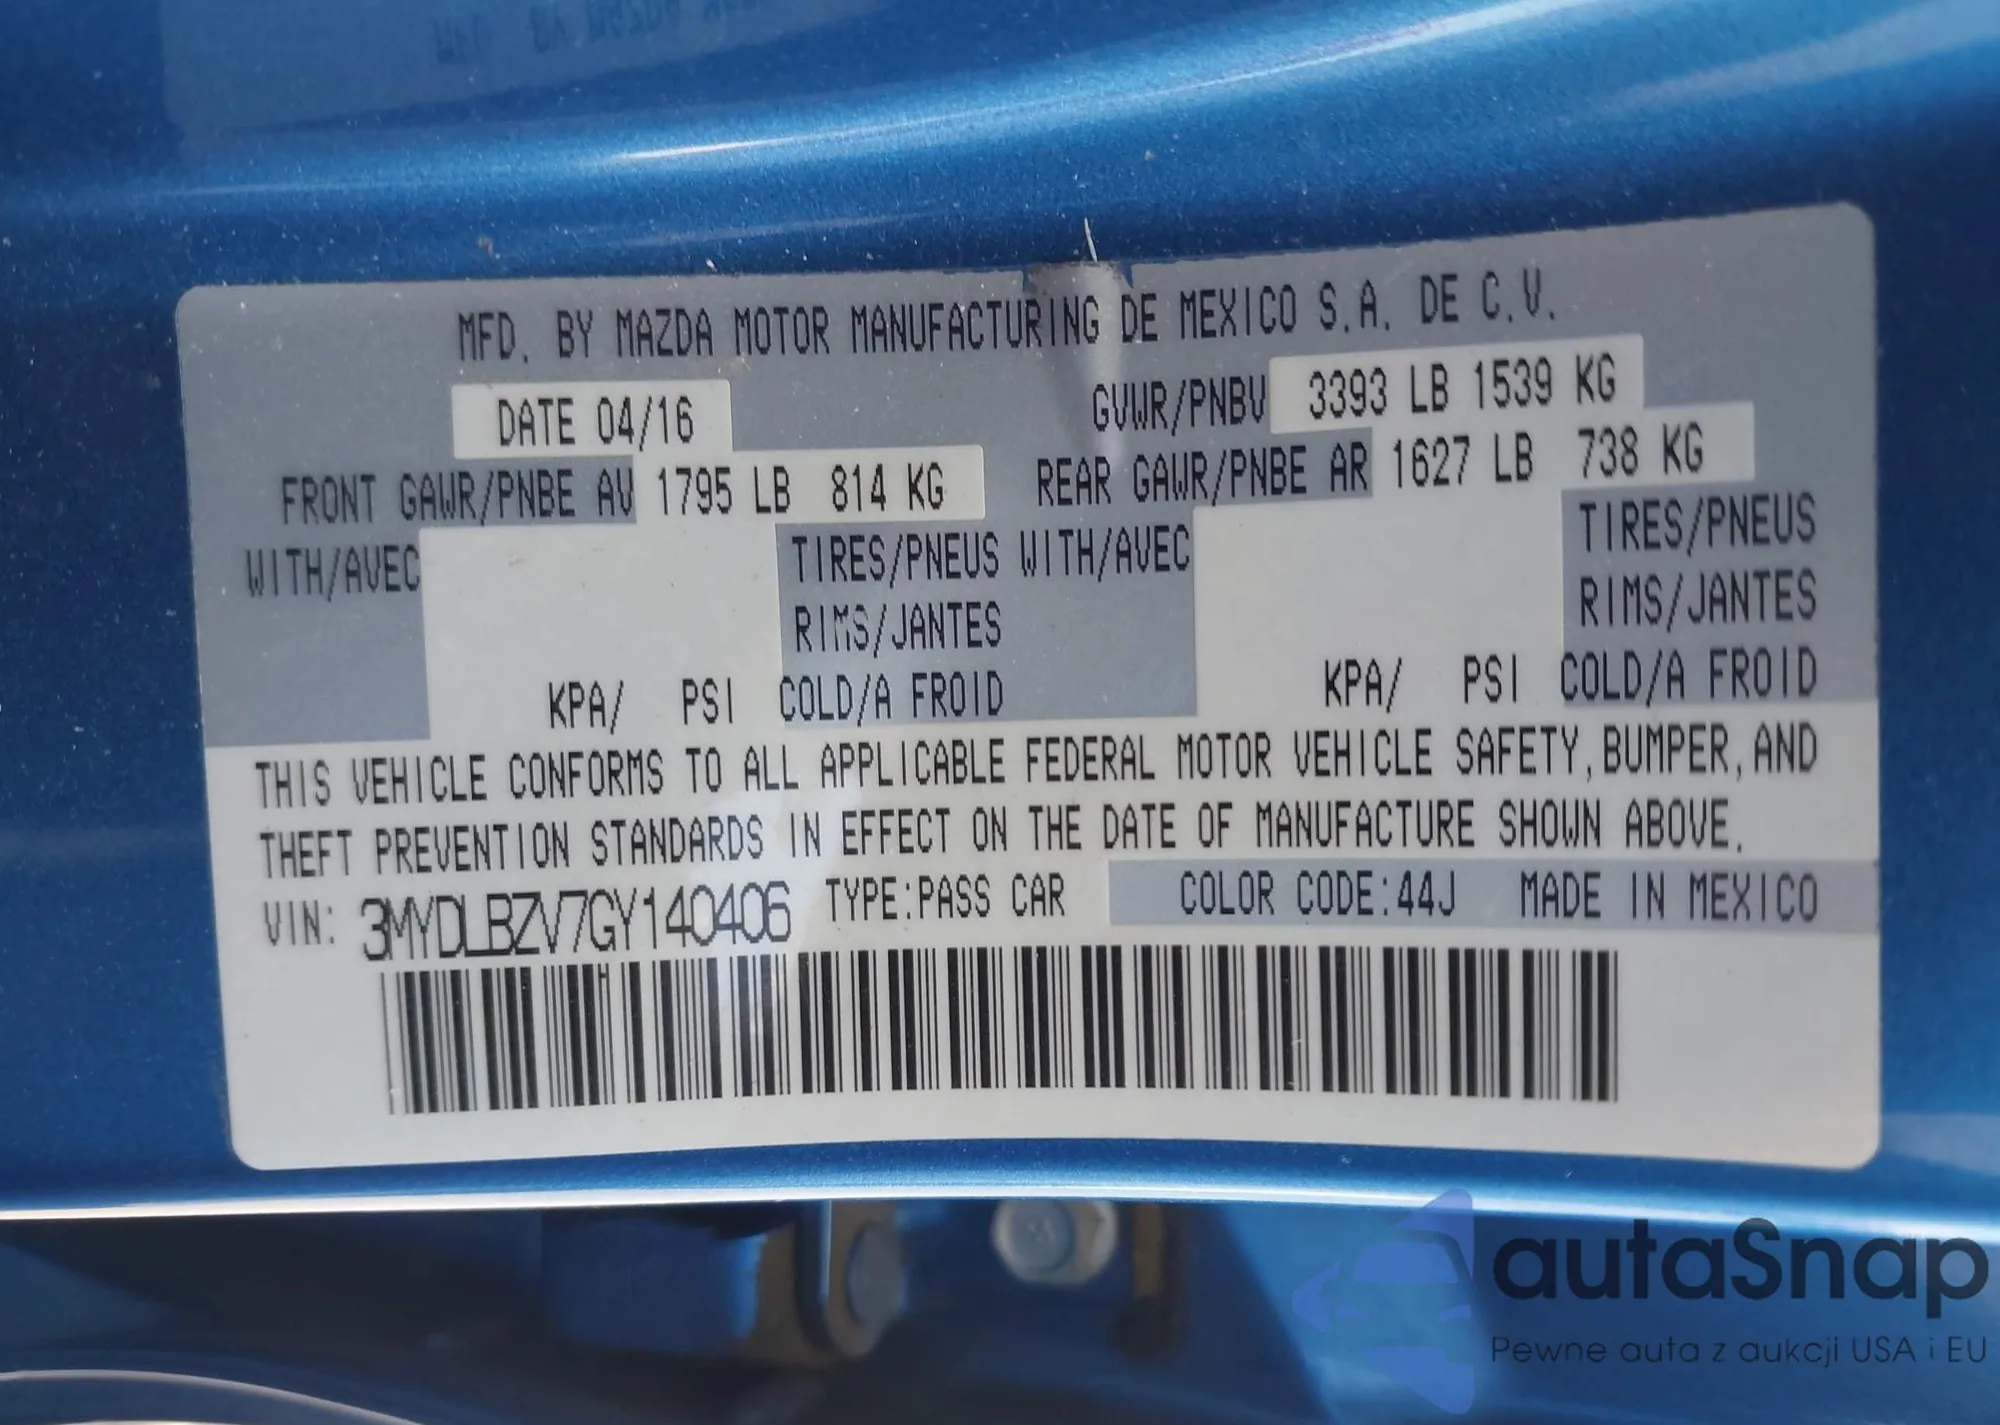 MFD. BY MAZDA MOTOR MANUFACTURING DE MEXICO S.A. DE C.V.
DATE 04/16 GVWR/PNBV 3393 LB 1539 KG
FRONT GAWR/PNBE AV 1795 LB 814 KG REAR GAWR/PNBE AR 1627 LB 738 KG
WITH/AVEC TIRES/PNEUS WITH/AVEC TIRES/PNEUS
RIMS/JANTES RIMS/JANTES
KPA/ PSI COLD/A FROID KPA/ PSI COLD/A FROID
THIS VEHICLE CONFORMS TO ALL APPLICABLE FEDERAL MOTOR VEHICLE SAFETY, BUMPER, AND
THEFT PREVENTION STANDARDS IN EFFECT ON THE DATE OF MANUFACTURE SHOWN ABOVE.
VIN: 3MYDLBZV7GY140406 TYPE:PASS CAR COLOR CODE:44J MADE IN MEXICO
autaSnap
Pewne auta z aukcji USA i EU